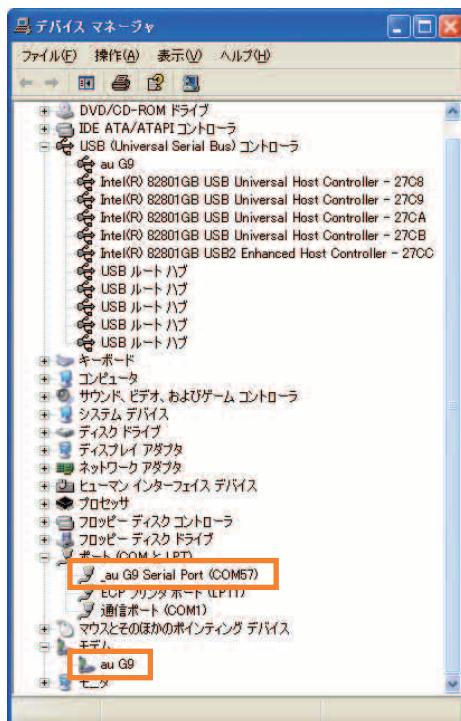 デバイス マネージャ
ファイル(F) 操作(A) 表示(V) ヘルプ(H)
DVD/CD-ROM ドライブ
IDE ATA/ATAPI コントローラ
USB (Universal Serial Bus) コントローラ
au G9
Intel(R) 82801GB USB Universal Host Controller - 27C8
Intel(R) 82801GB USB Universal Host Controller - 27C9
Intel(R) 82801GB USB Universal Host Controller - 27CA
Intel(R) 82801GB USB Universal Host Controller - 27CB
Intel(R) 82801GB USB2 Enhanced Host Controller - 27CC
USB ルート ハブ
USB ルート ハブ
USB ルート ハブ
USB ルート ハブ
USB ルート ハブ
キーボード
コンピュータ
サウンド、ビデオ、およびゲーム コントローラ
システム デバイス
ディスク ドライブ
ディスプレイ アダプタ
ネットワーク アダプタ
ヒューマン インターフェイス デバイス
プロセッサ
フロッピー ディスク コントローラ
フロッピー ディスク ドライブ
ポート (COM と LPT)
_au G9 Serial Port (COM57)
ECP プリンタ ポート (LPT1)
通信ポート (COM1)
マウスとそのほかのポインティング デバイス
モデム
au G9
モニタ